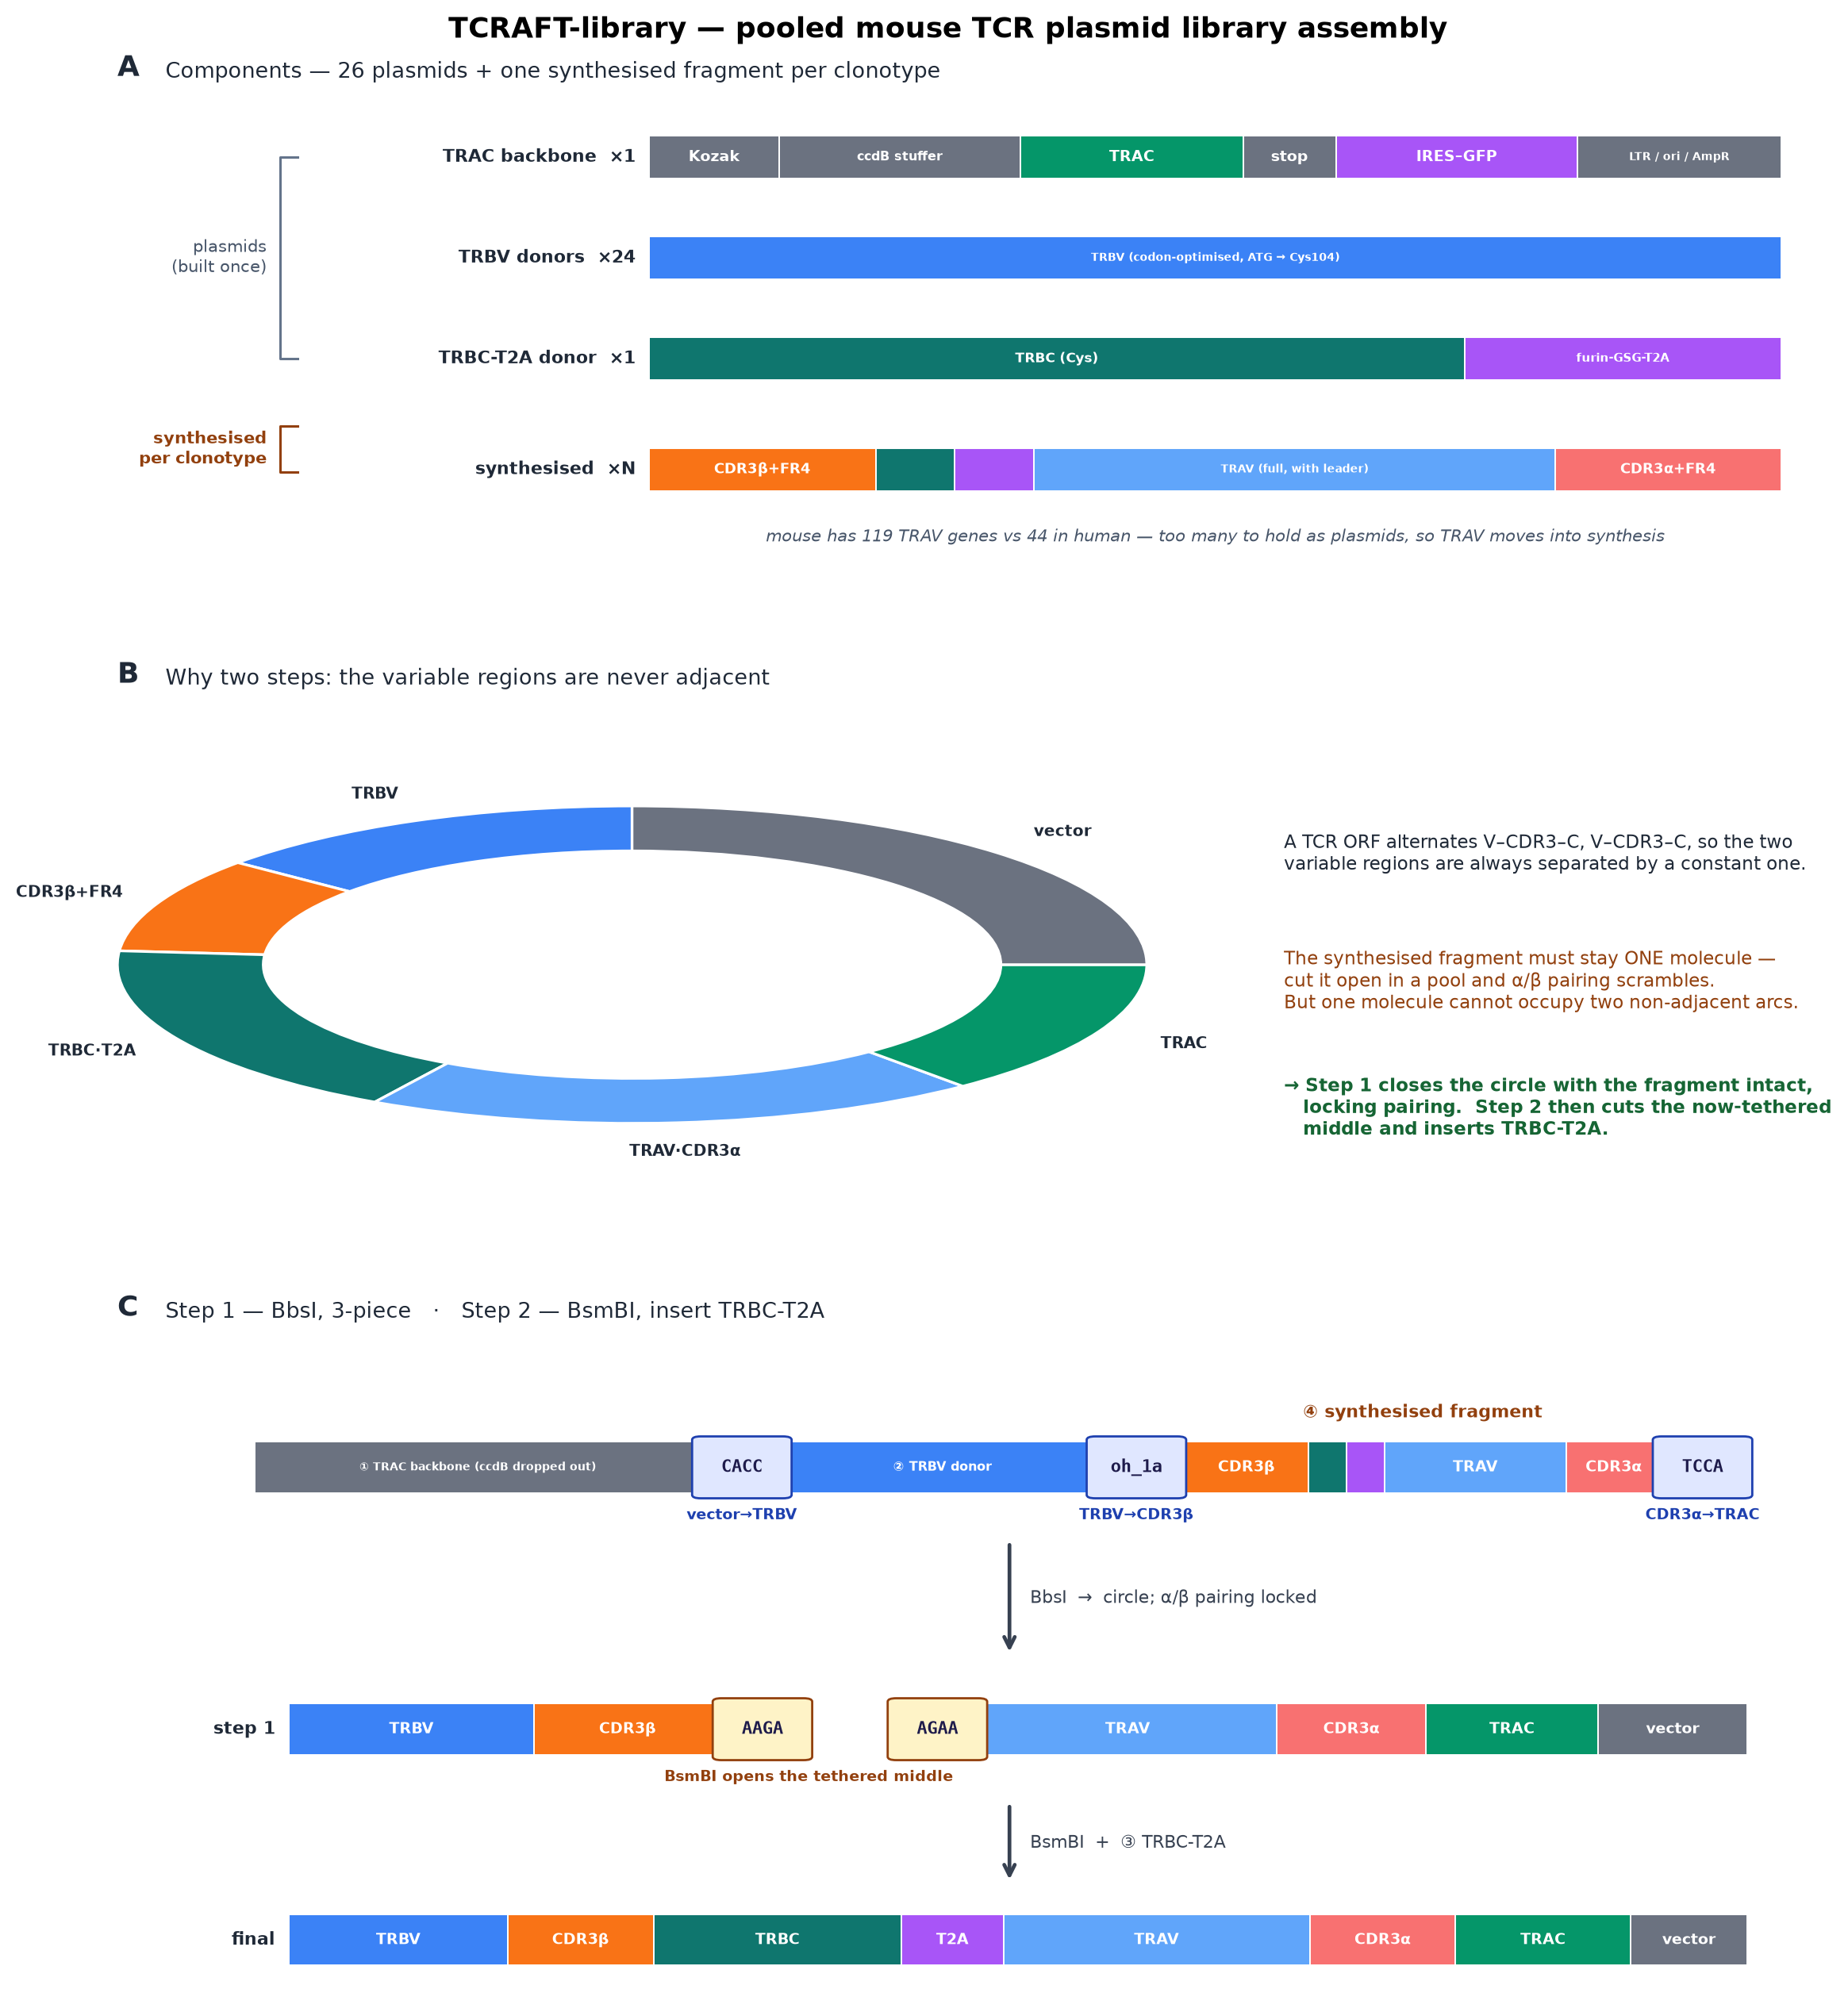 TCRAFT-library — pooled mouse TCR plasmid library assembly
A Components — 26 plasmids + one synthesised fragment per clonotype
TRAC backbone ×1 Kozak ccdB stuffer TRAC stop IRES–GFP LTR / ori / AmpR
plasmids
(built once)
TRBV donors ×24 TRBV (codon-optimised, ATG → Cys104)
TRBC-T2A donor ×1 TRBC (Cys) furin-GSG-T2A
synthesised
per clonotype
synthesised ×N CDR3β+FR4 TRAV (full, with leader) CDR3α+FR4
mouse has 119 TRAV genes vs 44 in human — too many to hold as plasmids, so TRAV moves into synthesis
B Why two steps: the variable regions are never adjacent
TRBV
vector
CDR3β+FR4
TRBC·T2A
TRAC
TRAV·CDR3α
A TCR ORF alternates V–CDR3–C, V–CDR3–C, so the two
variable regions are always separated by a constant one.
The synthesised fragment must stay ONE molecule —
cut it open in a pool and α/β pairing scrambles.
But one molecule cannot occupy two non-adjacent arcs.
→ Step 1 closes the circle with the fragment intact,
locking pairing. Step 2 then cuts the now-tethered
middle and inserts TRBC-T2A.
C Step 1 — BbsI, 3-piece · Step 2 — BsmBI, insert TRBC-T2A
④ synthesised fragment
① TRAC backbone (ccdB dropped out) CACC ② TRBV donor oh_1a CDR3β TRAV CDR3α TCCA
vector→TRBV TRBV→CDR3β CDR3α→TRAC
BbsI → circle; α/β pairing locked
step 1 TRBV CDR3β AAGA AGAA TRAV CDR3α TRAC vector
BsmBI opens the tethered middle
BsmBI + ③ TRBC-T2A
final TRBV CDR3β TRBC T2A TRAV CDR3α TRAC vector